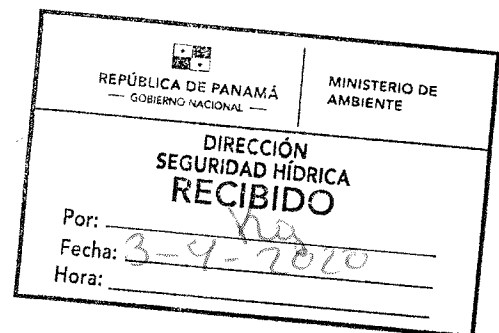 REPÚBLICA DE PANAMÁ
— GOBIERNO NACIONAL —
MINISTERIO DE
AMBIENTE
DIRECCIÓN
SEGURIDAD HÍDRICA
RECIBIDO
Por:
Fecha: 3-4-2020
Hora: